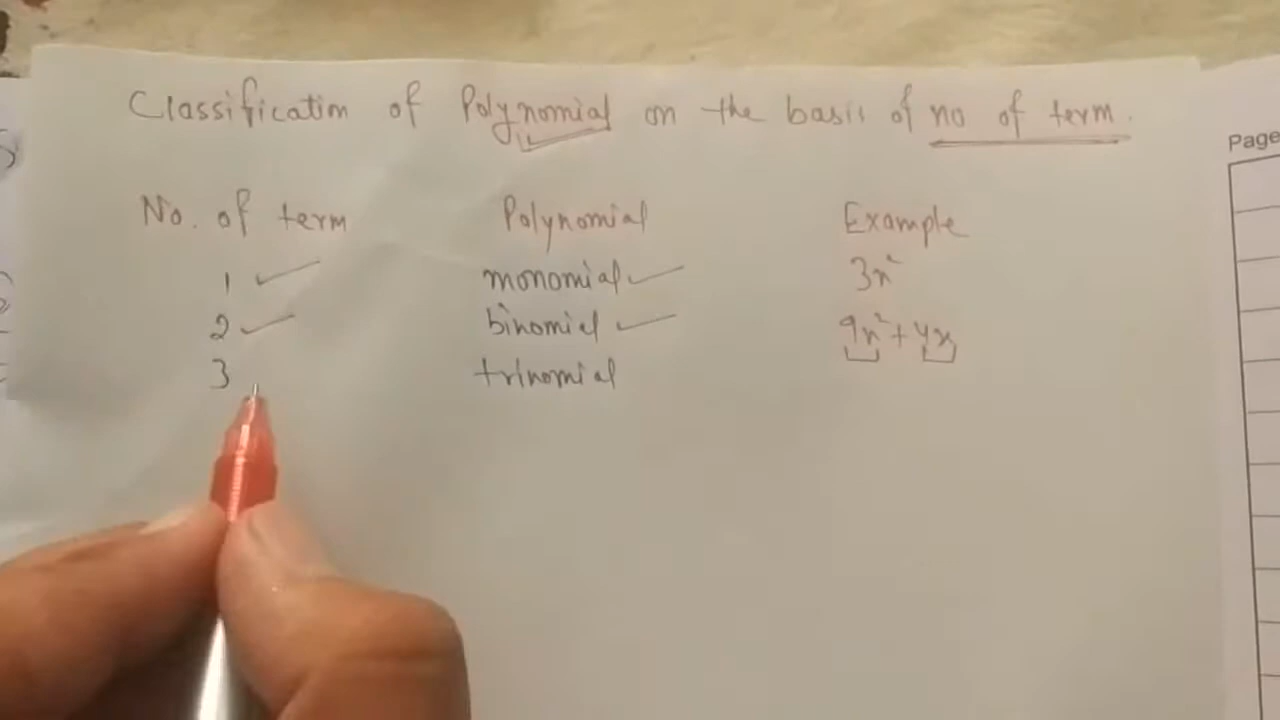 Classification of Polynomial on the basis of no of term.
Page
No. of term Polynomial Example
1 monomial 3x²
2 binomial 9x² + 4x
3 trinomial